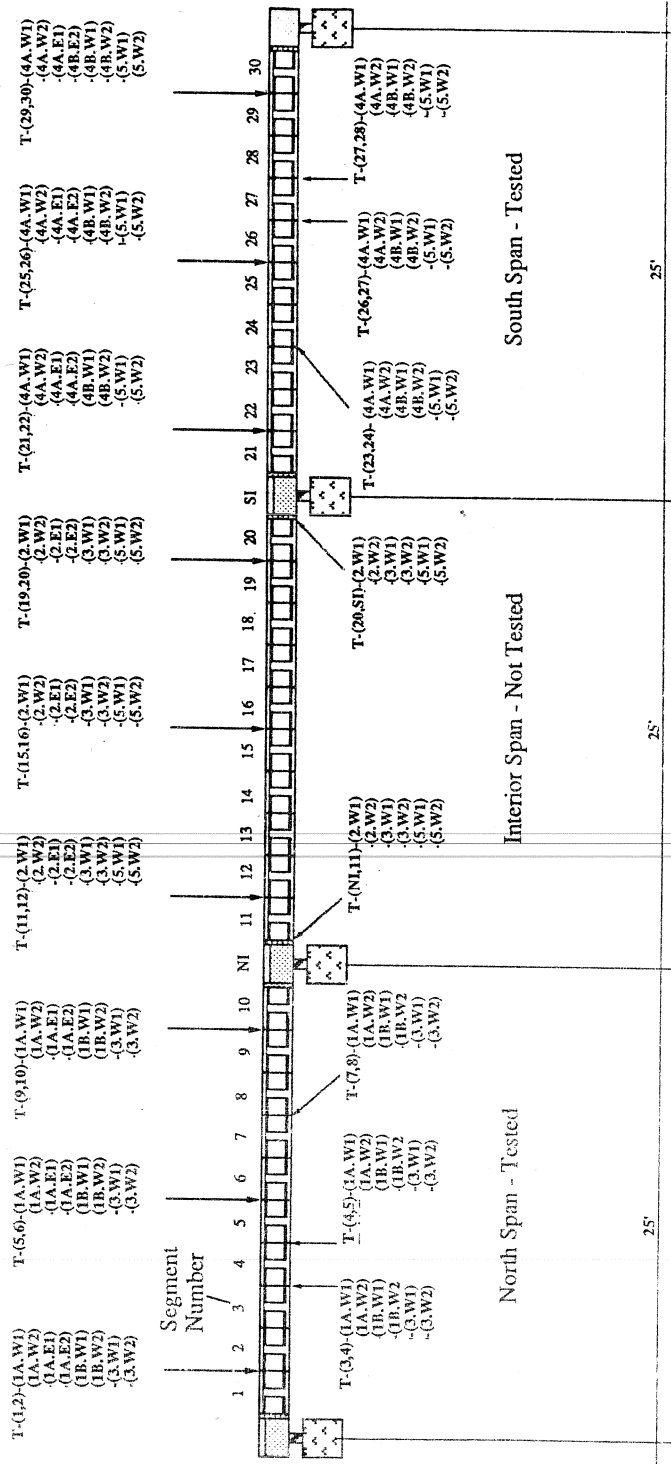 T-(1,2)-(1A.W1)
(1A.W2)
-(1A.E1)
-(1A.E2)
(1B.W1)
(1B.W2)
-(3.W1)
-(3.W2)
T-(5,6)-(1A.W1)
(1A.W2)
-(1A.E1)
-(1A.E2)
(1B.W1)
(1B.W2)
-(3.W1)
-(3.W2)
T-(9,10)-(1A.W1)
(1A.W2)
-(1A.E1)
-(1A.E2)
(1B.W1)
(1B.W2)
-(3.W1)
-(3.W2)
T-(11,12)-(2.W1)
-(2.W2)
-(2.E1)
-(2.E2)
-(3.W1)
-(3.W2)
-(5.W1)
-(5.W2)
T-(15,16)-(2.W1)
-(2.W2)
-(2.E1)
-(2.E2)
-(3.W1)
-(3.W2)
-(5.W1)
-(5.W2)
T-(19,20)-(2.W1)
-(2.W2)
-(2.E1)
-(2.E2)
-(3.W1)
-(3.W2)
-(5.W1)
-(5.W2)
T-(21,22)-(4A.W1)
(4A.W2)
-(4A.E1)
-(4A.E2)
(4B.W1)
(4B.W2)
-(5.W1)
-(5.W2)
T-(25,26)-(4A.W1)
-(4A.W2)
-(4A.E1)
-(4A.E2)
(4B.W1)
-(4B.W2)
-(5.W1)
-(5.W2)
T-(29,30)-(4A.W1)
-(4A.W2)
-(4A.E1)
-(4B.E2)
-(4B.W1)
-(4B.W2)
-(5.W1)
-(5.W2)
Segment
Number
1 2 3 4 5 6 7 8 9 10 NI 11 12 13 14 15 16 17 18 19 20 SI 21 22 23 24 25 26 27 28 29 30
T-(3,4)-(1A.W1)
(1A.W2)
-(1B.W1)
-(1B.W2
-(3.W1)
-(3.W2)
T-(4,5)-(1A.W1)
(1A.W2)
(1B.W1)
-(1B.W2
-(3.W1)
-(3.W2)
T-(7,8)-(1A.W1)
(1A.W2)
(1B.W1)
-(1B.W2
-(3.W1)
-(3.W2)
T-(NI,11)-(2.W1)
-(2.W2)
-(3.W1)
-(3.W2)
-(5.W1)
-(5.W2)
T-(20,SI)-(2.W1)
-(2.W2)
-(3.W1)
-(3.W2)
-(5.W1)
-(5.W2)
T-(23,24)- (4A.W1)
(4A.W2)
(4B.W1)
(4B.W2)
-(5.W1)
-(5.W2)
T-(26,27)-(4A.W1)
(4A.W2)
(4B.W1)
(4B.W2)
-(5.W1)
-(5.W2)
T-(27,28)-(4A.W1)
(4A.W2)
(4B.W1)
(4B.W2)
-(5.W1)
-(5.W2)
North Span - Tested
Interior Span - Not Tested
South Span - Tested
25'
25'
25'